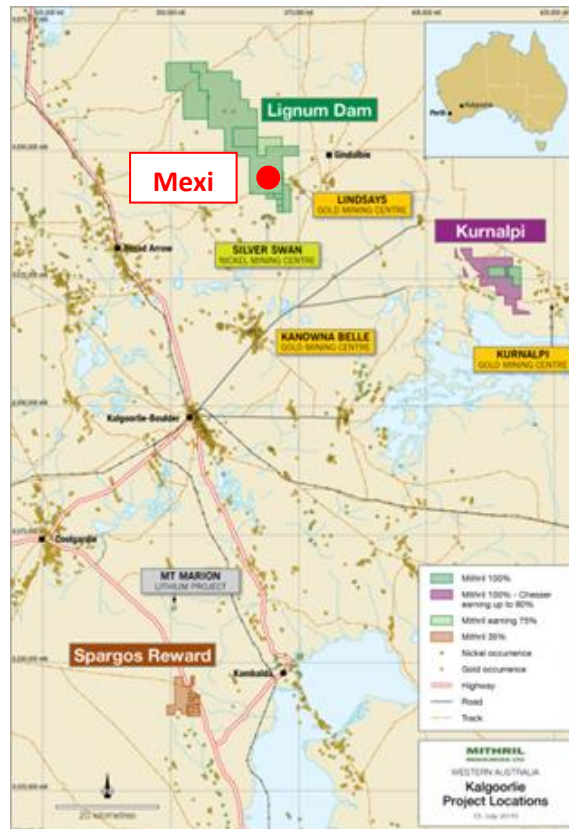 Lignum Dam
Gindalbie
Perth
Kalgoorlie
Mexi
LINDSAYS
GOLD MINING CENTRE
Kurnalpi
SILVER SWAN
NICKEL MINING CENTRE
Broad Arrow
KANOWNA BELLE
GOLD MINING CENTRE
KURNALPI
GOLD MINING CENTRE
Kalgoorlie-Boulder
Coolgardie
MT MARION
LITHIUM PROJECT
Spargos Reward
Kambalda
20 kilometres
Mithril 100%
Mithril 100% - Chesser
earning up to 80%
Mithril earning 75%
Mithril 35%
Nickel occurrence
Gold occurrence
Highway
Road
Track
MITHRIL
RESOURCES LTD
WESTERN AUSTRALIA
Kalgoorlie
Project Locations